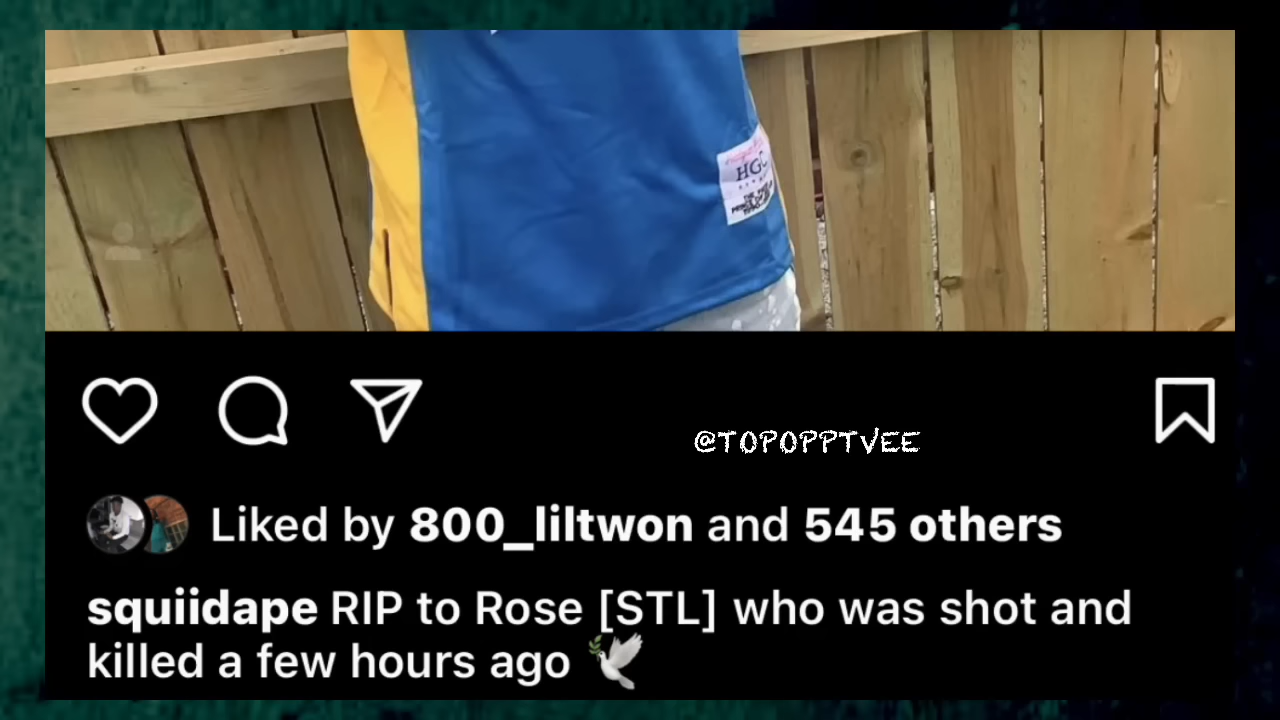 HGC
@TOPOPPTVEE
Liked by 800_liltwon and 545 others
squiidape RIP to Rose [STL] who was shot and
killed a few hours ago 🕊️